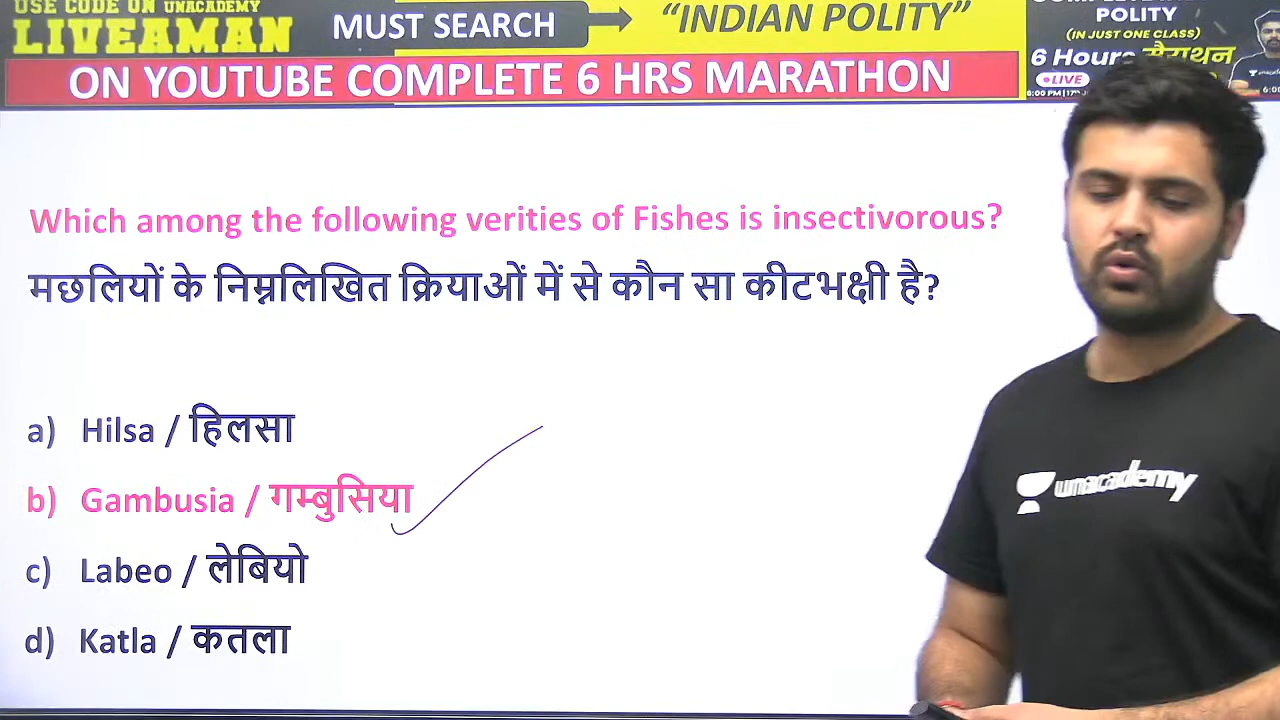 USE CODE ON UNACADEMY
LIVEAMAN
MUST SEARCH
“INDIAN POLITY”
ON YOUTUBE COMPLETE 6 HRS MARATHON
POLITY
(IN JUST ONE CLASS)
6 Hours मैराथन
LIVE
Which among the following verities of Fishes is insectivorous?
मछलियों के निम्नलिखित क्रियाओं में से कौन सा कीटभक्षी है?
a) Hilsa / हिलसा
b) Gambusia / गम्बुसिया
c) Labeo / लेबियो
d) Katla / कतला
unacademy